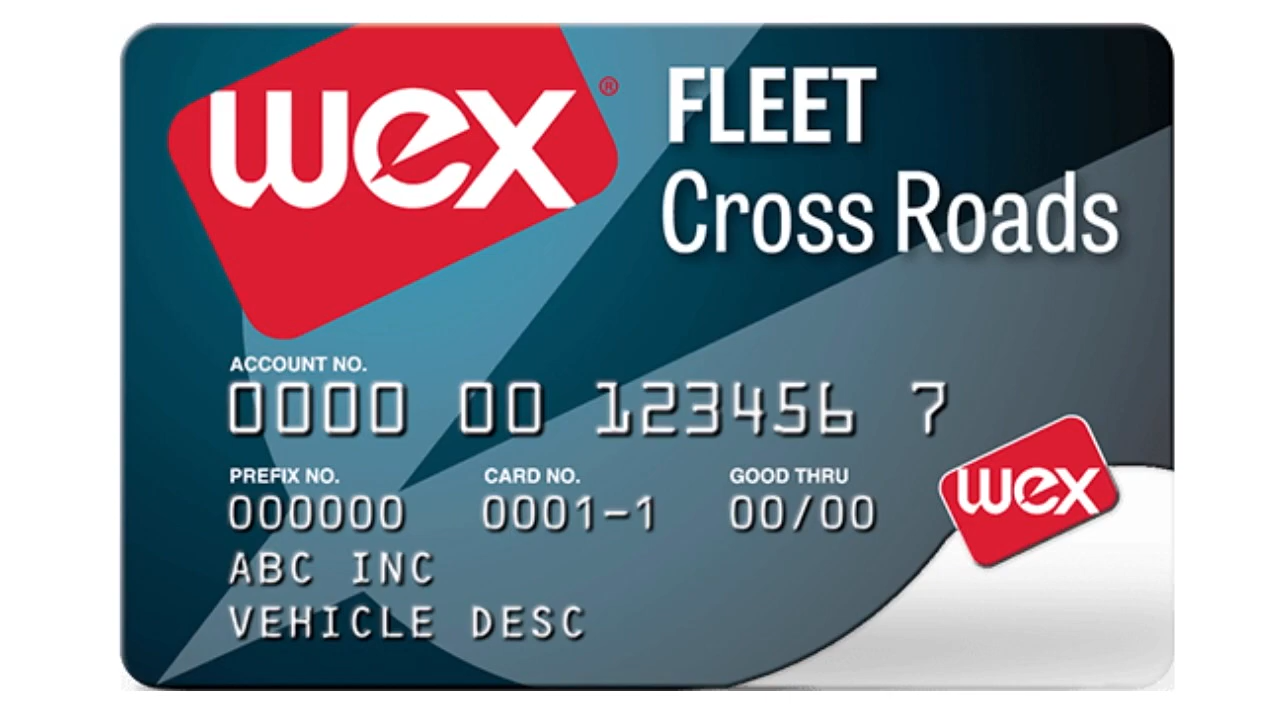 wex®
FLEET
Cross Roads
ACCOUNT NO.
0000 00 123456 7
PREFIX NO. CARD NO. GOOD THRU
000000 0001-1 00/00
wex
ABC INC
VEHICLE DESC